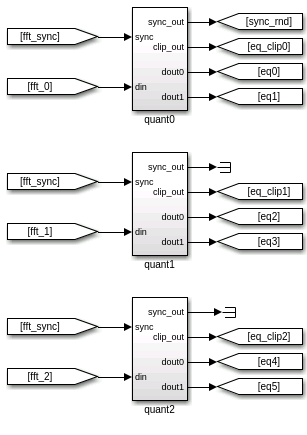 sync_out [sync_rnd]
[fft_sync] sync
clip_out [eq_clip0]
dout0 [eq0]
[fft_0] din
dout1 [eq1]
quant0
sync_out
[fft_sync] sync
clip_out [eq_clip1]
dout0 [eq2]
[fft_1] din
dout1 [eq3]
quant1
sync_out
[fft_sync] sync
clip_out [eq_clip2]
dout0 [eq4]
[fft_2] din
dout1 [eq5]
quant2